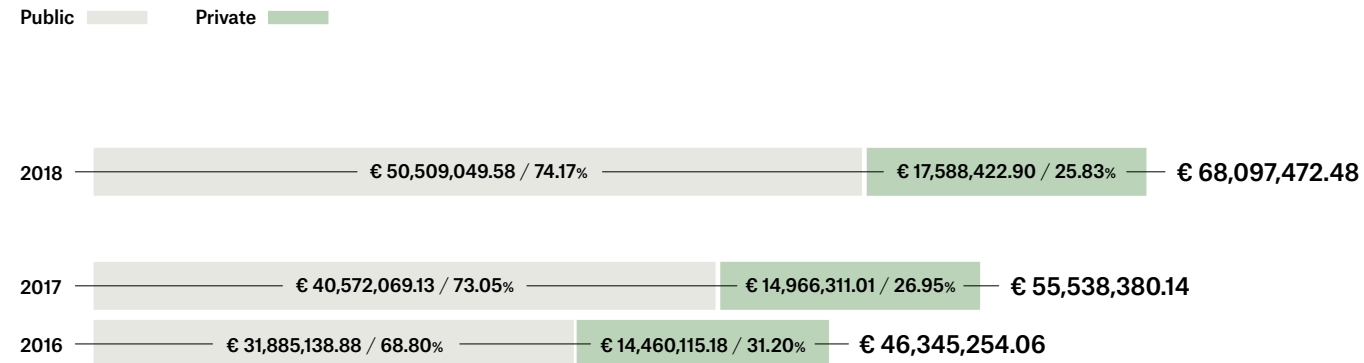 Public Private
2018 € 50,509,049.58 / 74.17% € 17,588,422.90 / 25.83% € 68,097,472.48
2017 € 40,572,069.13 / 73.05% € 14,966,311.01 / 26.95% € 55,538,380.14
2016 € 31,885,138.88 / 68.80% € 14,460,115.18 / 31.20% € 46,345,254.06